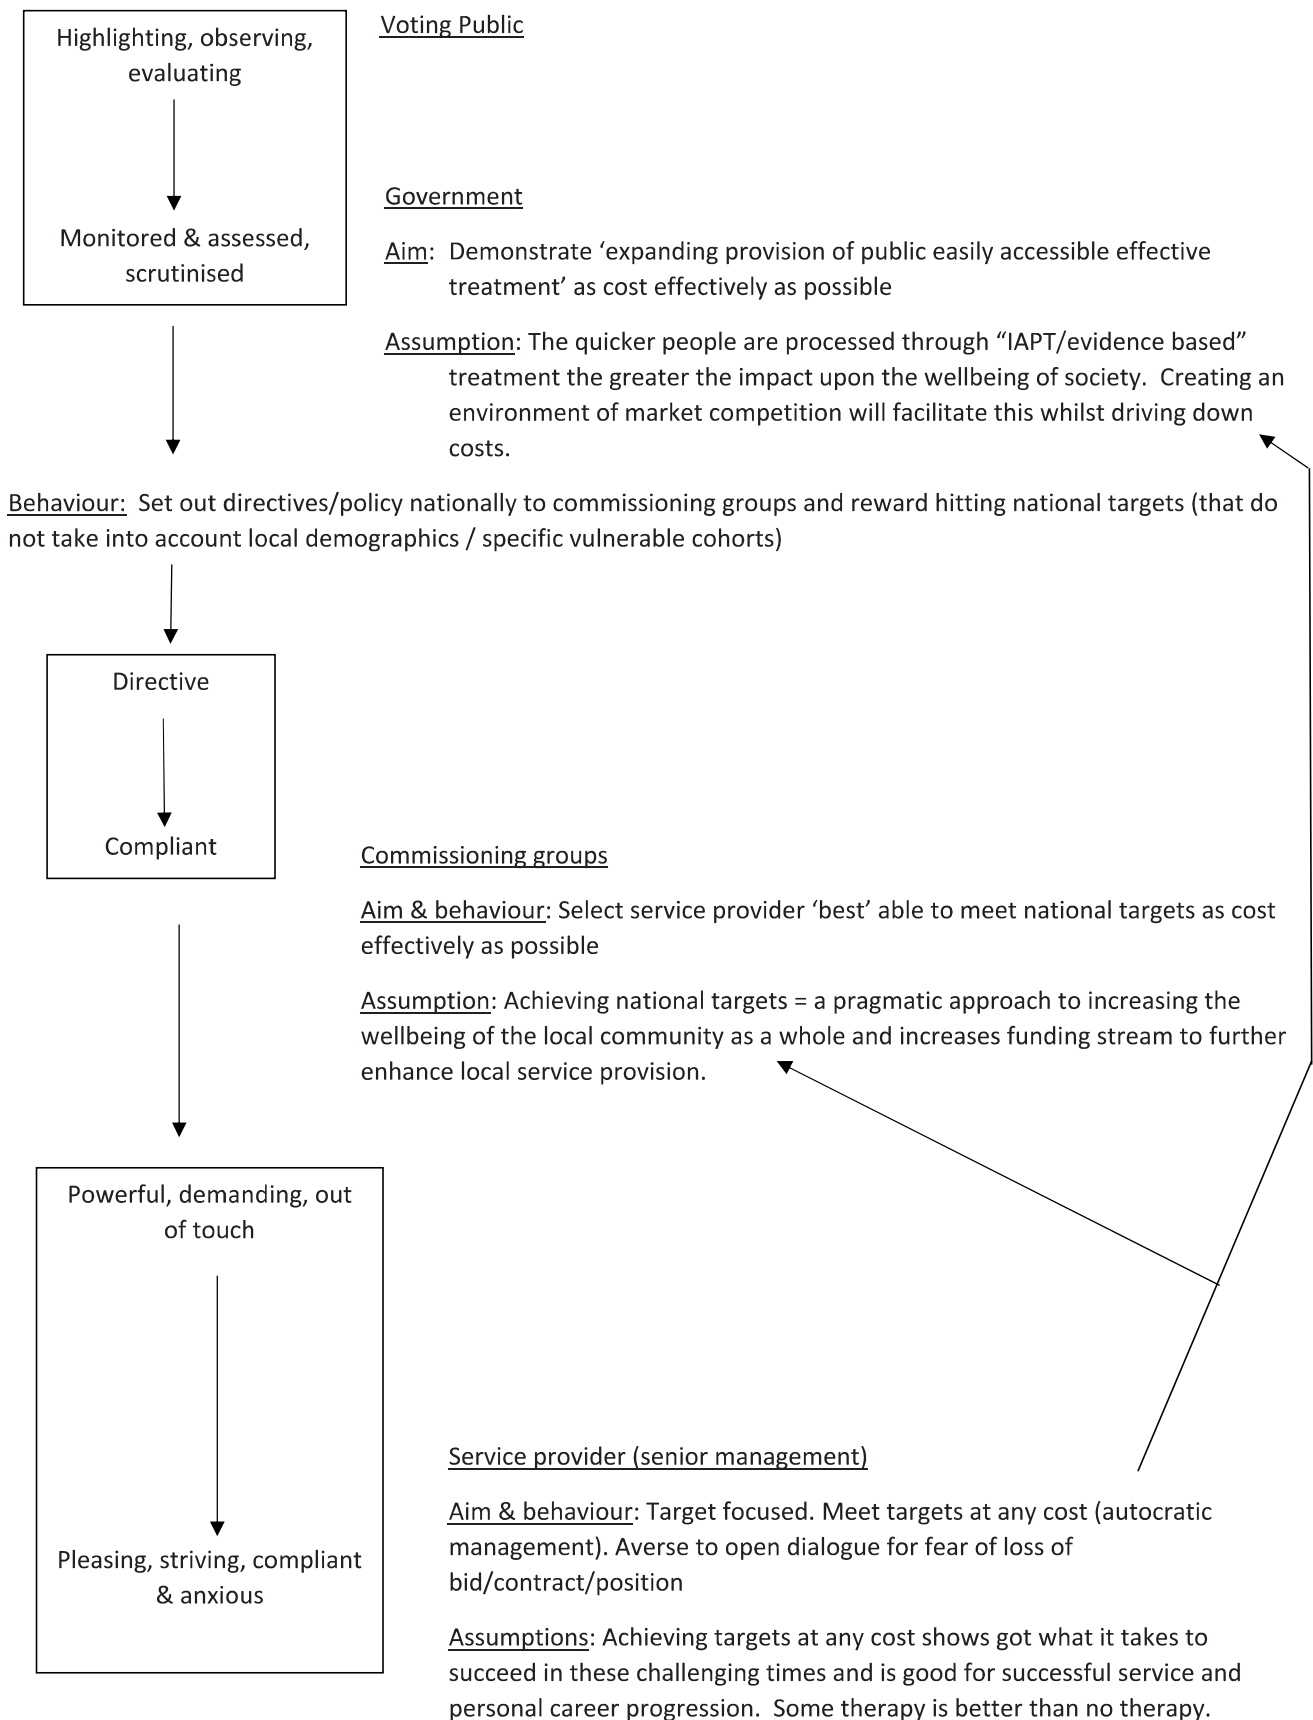 Highlighting, observing,
evaluating
Voting Public
Monitored & assessed,
scrutinised
Government
Aim: Demonstrate ‘expanding provision of public easily accessible effective
treatment’ as cost effectively as possible
Assumption: The quicker people are processed through “IAPT/evidence based”
treatment the greater the impact upon the wellbeing of society. Creating an
environment of market competition will facilitate this whilst driving down
costs.
Behaviour: Set out directives/policy nationally to commissioning groups and reward hitting national targets (that do
not take into account local demographics / specific vulnerable cohorts)
Directive
Compliant
Commissioning groups
Aim & behaviour: Select service provider ‘best’ able to meet national targets as cost
effectively as possible
Assumption: Achieving national targets = a pragmatic approach to increasing the
wellbeing of the local community as a whole and increases funding stream to further
enhance local service provision.
Powerful, demanding, out
of touch
Pleasing, striving, compliant
& anxious
Service provider (senior management)
Aim & behaviour: Target focused. Meet targets at any cost (autocratic
management). Averse to open dialogue for fear of loss of
bid/contract/position
Assumptions: Achieving targets at any cost shows got what it takes to
succeed in these challenging times and is good for successful service and
personal career progression. Some therapy is better than no therapy.